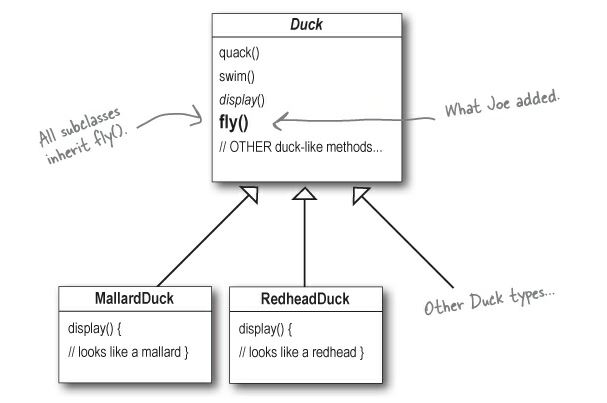 Duck
quack()
swim()
display()
fly()
// OTHER duck-like methods...
All subclasses
inherit fly().
What Joe added.
MallardDuck
display() {
// looks like a mallard }
RedheadDuck
display() {
// looks like a redhead }
Other Duck types...